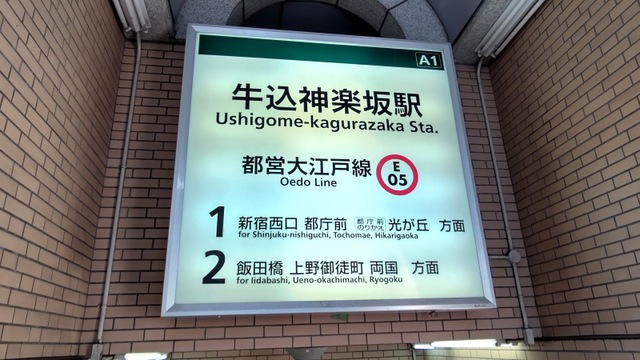 A1
牛込神楽坂駅
Ushigome-kagurazaka Sta.
都営大江戸線 E 05
Oedo Line
1 新宿西口 都庁前 都庁前のりかえ 光が丘 方面
for Shinjuku-nishiguchi, Tochomae, Hikarigaoka
2 飯田橋 上野御徒町 両国 方面
for Iidabashi, Ueno-okachimachi, Ryogoku